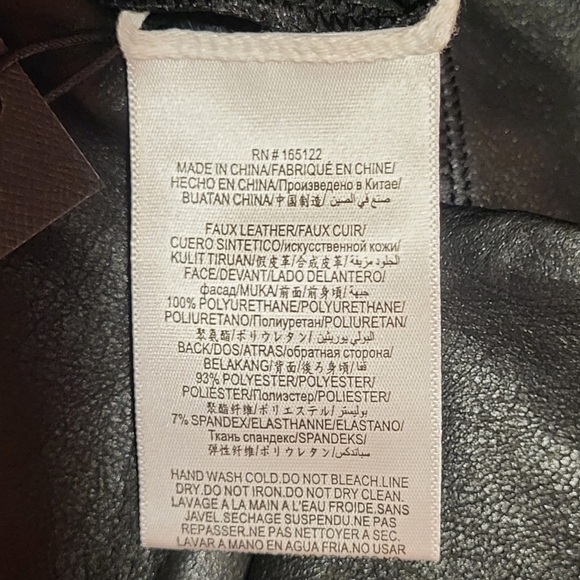 RN # 165122
MADE IN CHINA/FABRIQUÉ EN CHINE/
HECHO EN CHINA/Произведено в Китае/
BUATAN CHINA/中国制造/ صنع في الصين
FAUX LEATHER/FAUX CUIR/
CUERO SINTETICO/искусственной кожи/
KULIT TIRUAN/假皮革/合成皮革/ الجلود مزيفة/
FACE/DEVANT/LADO DELANTERO/
фасад/MUKA/前面/前身頃/ جبهة/
100% POLYURETHANE/POLYURETHANE/
POLIURETANO/Полиуретан/POLIURETAN/
聚氨酯/ポリウレタン/ البولي يوريثين/
BACK/DOS/ATRAS/обратная сторона/
BELAKANG/背面/後ろ身頃/ قفا/
93% POLYESTER/POLYESTER/
POLIÉSTER/Полиэстер/POLIESTER/
聚酯纤维/ポリエステル/ بوليستر/
7% SPANDEX/ELASTHANNE/ELASTANO/
Ткань спандекс/SPANDEKS/
弹性纤维/ポリウレタン/ سباندكس/
HAND WASH COLD.DO NOT BLEACH.LINE
DRY.DO NOT IRON.DO NOT DRY CLEAN.
LAVAGE A LA MAIN A L'EAU FROIDE.SANS
JAVEL.SECHAGE SUSPENDU.NE PAS
REPASSER.NE PAS NETTOYER A SEC.
LAVAR A MANO EN AGUA FRIA.NO USAR